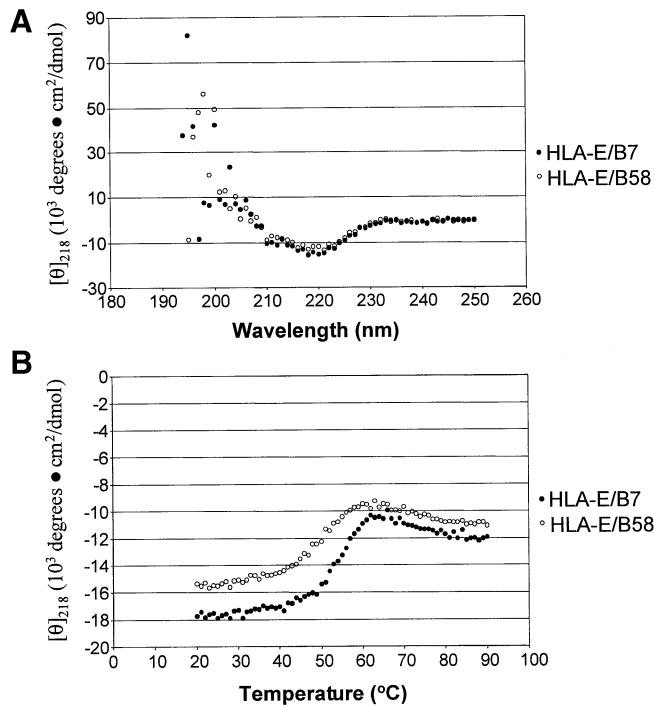 A
90
70
50
30
10
-10
-30
180 190 200 210 220 230 240 250 260
[θ]218 (10³ degrees ● cm²/dmol)
Wavelength (nm)
HLA-E/B7
HLA-E/B58
B
0
-2
-4
-6
-8
-10
-12
-14
-16
-18
-20
0 10 20 30 40 50 60 70 80 90 100
[θ]218 (10³ degrees ● cm²/dmol)
Temperature (ºC)
HLA-E/B7
HLA-E/B58